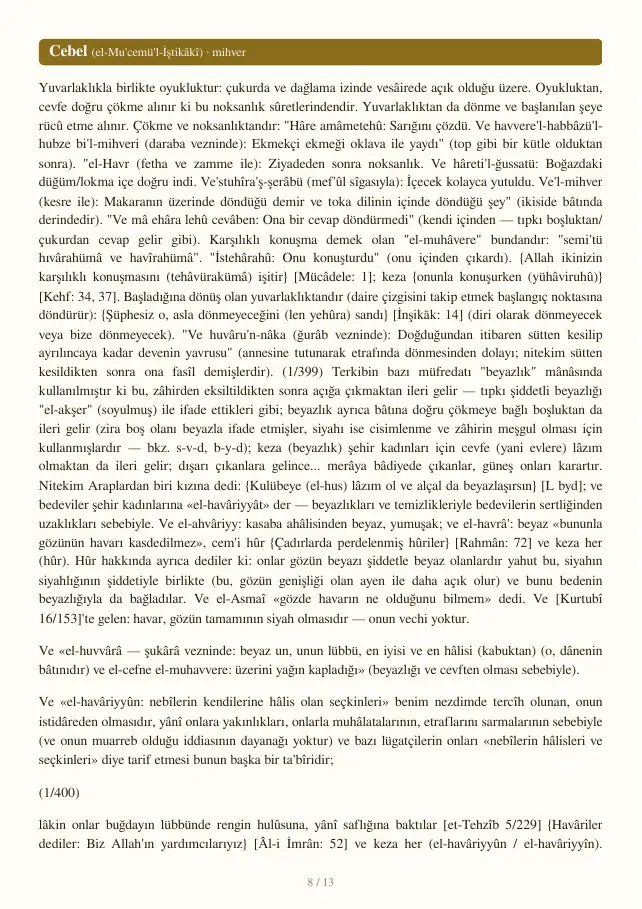 Cebel (el-Mu'cemü'l-İştikâkî) · mihver
Yuvarlaklıkla birlikte oyukluktur: çukurda ve dağlama izinde vesâirede açık olduğu üzere. Oyukluktan,
cevfe doğru çökme alınır ki bu noksanlık sûretlerindendir. Yuvarlaklıktan da dönme ve başlanılan şeye
rücû etme alınır. Çökme ve noksanlıktandır: "Hâre amâmetehû: Sarığını çözdü. Ve havvere'l-habbâzü'l-
hubze bi'l-mihveri (daraba vezninde): Ekmekçi ekmeği oklava ile yaydı" (top gibi bir kütle olduktan
sonra). "el-Havr (fetha ve zamme ile): Ziyadeden sonra noksanlık. Ve hâreti'l-ğussatü: Boğazdaki
düğüm/lokma içe doğru indi. Ve'stuhîra'ş-şerâbü (mef'ûl sîgasıyla): İçecek kolayca yutuldu. Ve'l-mihver
(kesre ile): Makaranın üzerinde döndüğü demir ve toka dilinin içinde döndüğü şey" (ikiside bâtında
derindedir). "Ve mâ ehâra lehû cevâben: Ona bir cevap döndürmedi" (kendi içinden — tıpkı boşluktan/
çukurdan cevap gelir gibi). Karşılıklı konuşma demek olan "el-muhâvere" bundandır: "semi'tü
hıvârahümâ ve havîrahümâ". "İstehârahû: Onu konuşturdu" (onu içinden çıkardı). {Allah ikinizin
karşılıklı konuşmasını (tehâvürakümâ) işitir} [Mücâdele: 1]; keza {onunla konuşurken (yühâviruhû)}
[Kehf: 34, 37]. Başladığına dönüş olan yuvarlaklıktandır (daire çizgisini takip etmek başlangıç noktasına
döndürür): {Şüphesiz o, asla dönmeyeceğini (len yehûra) sandı} [İnşikâk: 14] (diri olarak dönmeyecek
veya bize dönmeyecek). "Ve huvâru'n-nâka (ğurâb vezninde): Doğduğundan itibaren sütten kesilip
ayrılıncaya kadar devenin yavrusu" (annesine tutunarak etrafında dönmesinden dolayı; nitekim sütten
kesildikten sonra ona fasîl demişlerdir). (1/399) Terkibin bazı müfredatı "beyazlık" mânâsında
kullanılmıştır ki bu, zâhirden eksiltildikten sonra açığa çıkmaktan ileri gelir — tıpkı şiddetli beyazlığı
"el-akşer" (soyulmuş) ile ifade ettikleri gibi; beyazlık ayrıca bâtına doğru çökmeye bağlı boşluktan da
ileri gelir (zira boş olanı beyazla ifade etmişler, siyahı ise cisimlenme ve zâhirin meşgul olması için
kullanmışlardır — bkz. s-v-d, b-y-d); keza (beyazlık) şehir kadınları için cevfe (yani evlere) lâzım
olmaktan da ileri gelir; dışarı çıkanlara gelince... merâya bâdiyede çıkanlar, güneş onları karartır.
Nitekim Araplardan biri kızına dedi: {Kulübeye (el-hus) lâzım ol ve alçal da beyazlaşırsın} [L byd]; ve
bedeviler şehir kadınlarına «el-havâriyyât» der — beyazlıkları ve temizlikleriyle bedevilerin sertliğinden
uzaklıkları sebebiyle. Ve el-ahvâriyy: kasaba ahâlisinden beyaz, yumuşak; ve el-havrâ': beyaz «bununla
gözünün havarı kasdedilmez», cem'i hûr {Çadırlarda perdelenmiş hûriler} [Rahmân: 72] ve keza her
(hûr). Hûr hakkında ayrıca dediler ki: onlar gözün beyazı şiddetle beyaz olanlardır yahut bu, siyahın
siyahlığının şiddetiyle birlikte (bu, gözün genişliği olan ayen ile daha açık olur) ve bunu bedenin
beyazlığıyla da bağladılar. Ve el-Asmaî «gözde havarın ne olduğunu bilmem» dedi. Ve [Kurtubî
16/153]'te gelen: havar, gözün tamamının siyah olmasıdır — onun vechi yoktur.
Ve «el-huvvârâ — şukârâ vezninde: beyaz un, unun lübbü, en iyisi ve en hâlisi (kabuktan) (o, dânenin
bâtınıdır) ve el-cefne el-muhavvere: üzerini yağın kapladığı» (beyazlığı ve cevften olması sebebiyle).
Ve «el-havâriyyûn: nebîlerin kendilerine hâlis olan seçkinleri» benim nezdimde tercîh olunan, onun
istidâreden olmasıdır, yânî onlara yakınlıkları, onlarla muhâlatalarının, etraflarını sarmalarının sebebiyle
(ve onun muarreb olduğu iddiasının dayanağı yoktur) ve bazı lügatçilerin onları «nebîlerin hâlisleri ve
seçkinleri» diye tarif etmesi bunun başka bir ta'bîridir;
(1/400)
lâkin onlar buğdayın lübbünde rengin hulûsuna, yânî saflığına baktılar [et-Tehzîb 5/229] {Havâriler
dediler: Biz Allah'ın yardımcılarıyız} [Âl-i İmrân: 52] ve keza her (el-havâriyyûn / el-havâriyyîn).
8 / 13